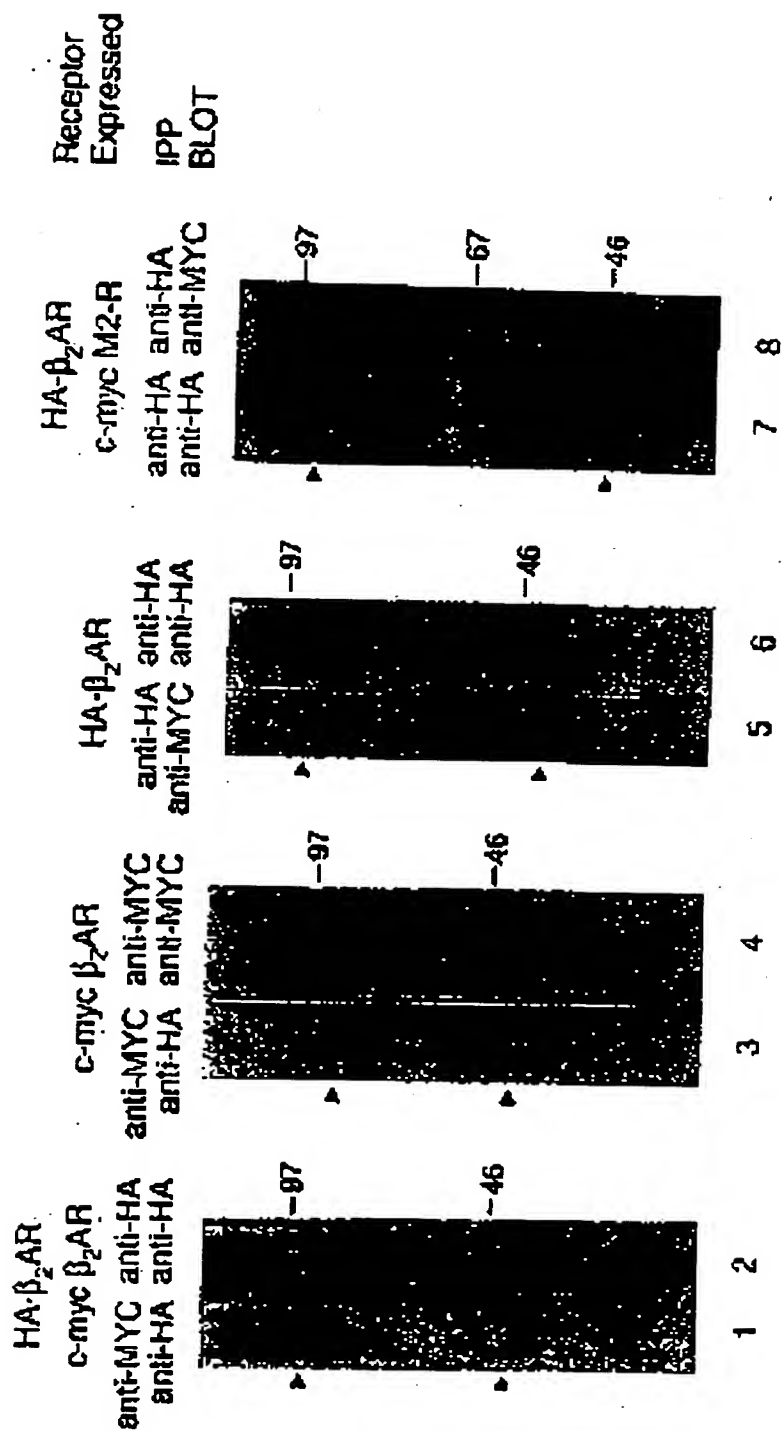 HA-β₂AR
c-myc β₂AR
anti-MYC anti-HA
anti-HA anti-HA
–97
–46
1 2
c-myc β₂AR
anti-MYC anti-MYC
anti-HA anti-MYC
–97
–46
3 4
HA-β₂AR
anti-HA anti-HA
anti-MYC anti-HA
–97
–46
5 6
HA-β₂AR
c-myc M2-R
anti-HA anti-HA
anti-HA anti-MYC
–97
–67
–46
7 8
Receptor
Expressed
IPP
BLOT